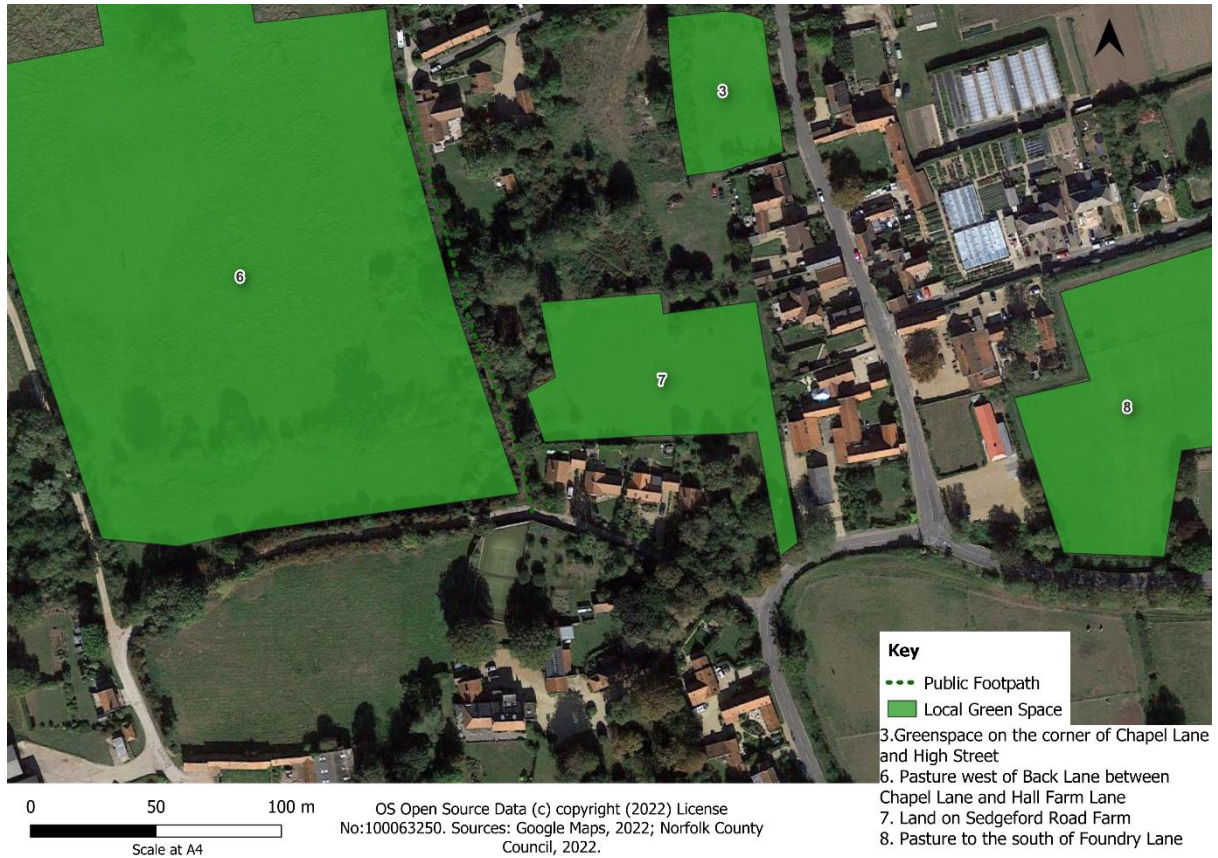 3
6
7
8
Key
Public Footpath
Local Green Space
3.Greenspace on the corner of Chapel Lane
and High Street
6. Pasture west of Back Lane between
Chapel Lane and Hall Farm Lane
7. Land on Sedgeford Road Farm
8. Pasture to the south of Foundry Lane
0 50 100 m
Scale at A4
OS Open Source Data (c) copyright (2022) License
No:100063250. Sources: Google Maps, 2022; Norfolk County
Council, 2022.